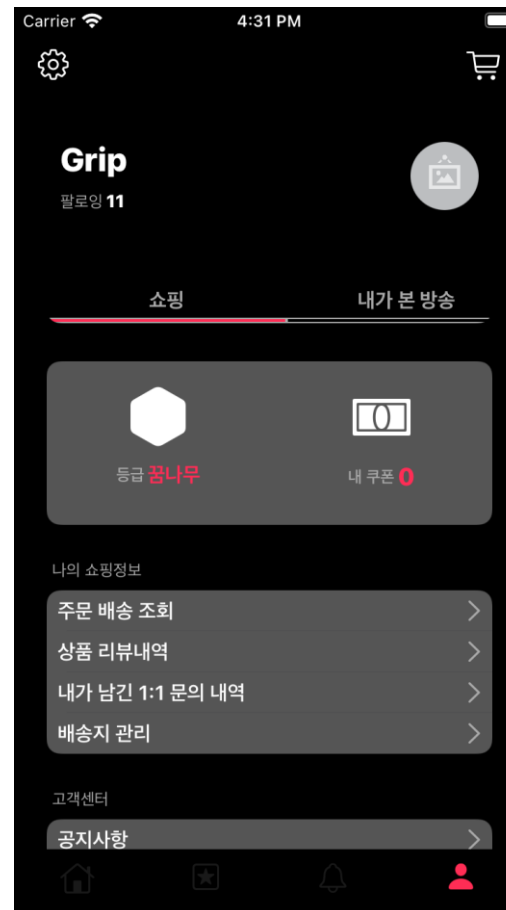 Carrier 4:31 PM
Grip
팔로잉 11
쇼핑 내가 본 방송
등급 꿈나무 내 쿠폰 0
나의 쇼핑정보
주문 배송 조회
상품 리뷰내역
내가 남긴 1:1 문의 내역
배송지 관리
고객센터
공지사항